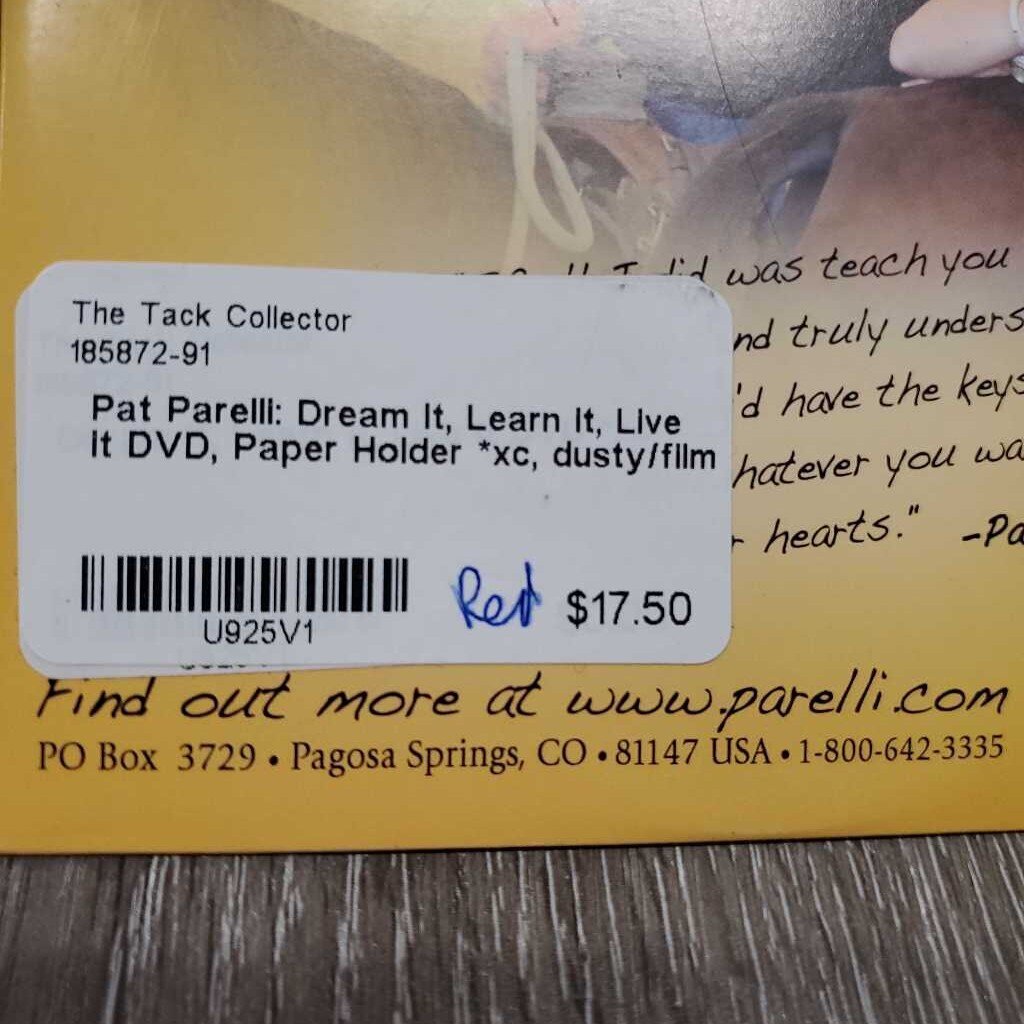 did was teach you
The Tack Collector
185872-91
nd truly unders
Pat Parelli: Dream It, Learn It, Live
'd have the keys
it DVD, Paper Holder *xc, dusty/film
hatever you wa
r hearts." -Pa
U925V1
Red $17.50
Find out more at www.parelli.com
PO Box 3729 • Pagosa Springs, CO • 81147 USA • 1-800-642-3335